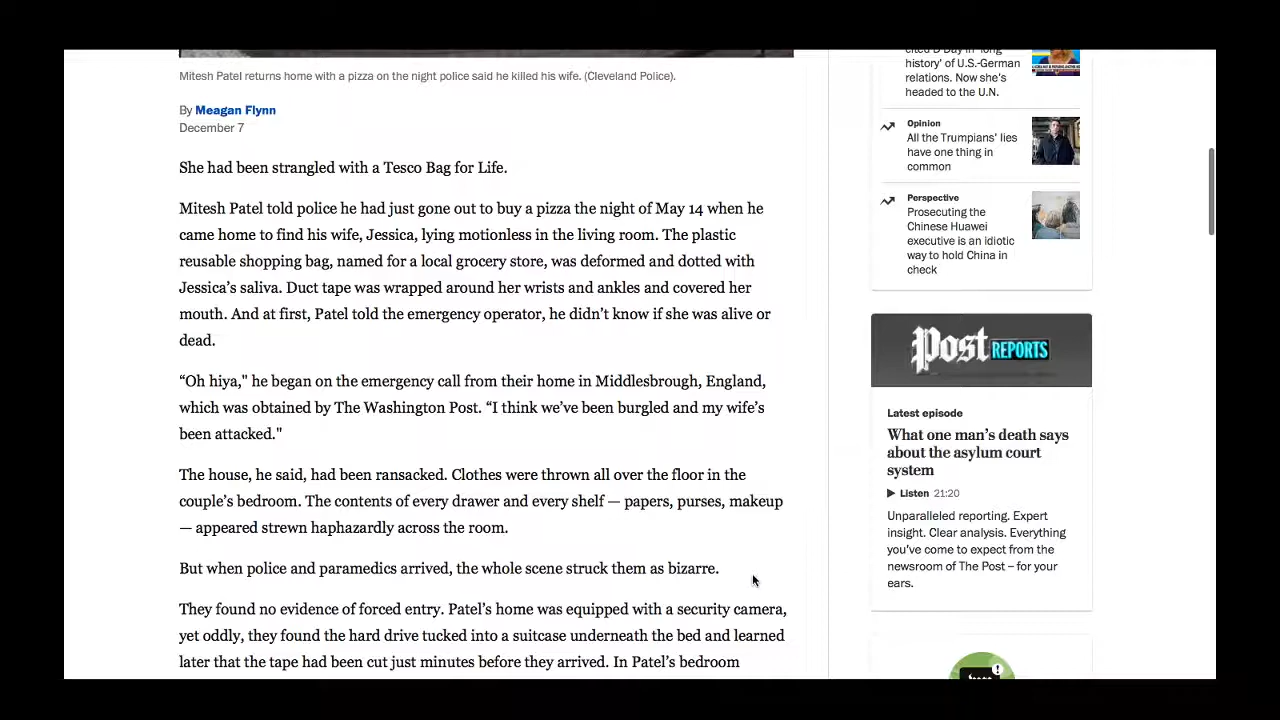 Mitesh Patel returns home with a pizza on the night police said he killed his wife. (Cleveland Police).
By Meagan Flynn
December 7
She had been strangled with a Tesco Bag for Life.
Mitesh Patel told police he had just gone out to buy a pizza the night of May 14 when he
came home to find his wife, Jessica, lying motionless in the living room. The plastic
reusable shopping bag, named for a local grocery store, was deformed and dotted with
Jessica’s saliva. Duct tape was wrapped around her wrists and ankles and covered her
mouth. And at first, Patel told the emergency operator, he didn’t know if she was alive or
dead.
“Oh hiya," he began on the emergency call from their home in Middlesbrough, England,
which was obtained by The Washington Post. “I think we’ve been burgled and my wife’s
been attacked."
The house, he said, had been ransacked. Clothes were thrown all over the floor in the
couple’s bedroom. The contents of every drawer and every shelf — papers, purses, makeup
— appeared strewn haphazardly across the room.
But when police and paramedics arrived, the whole scene struck them as bizarre.
They found no evidence of forced entry. Patel’s home was equipped with a security camera,
yet oddly, they found the hard drive tucked into a suitcase underneath the bed and learned
later that the tape had been cut just minutes before they arrived. In Patel’s bedroom
cited D-Day in 'long
history' of U.S.-German
relations. Now she's
headed to the U.N.
Opinion
All the Trumpians' lies
have one thing in
common
Perspective
Prosecuting the
Chinese Huawei
executive is an idiotic
way to hold China in
check
Post REPORTS
Latest episode
What one man’s death says
about the asylum court
system
Listen 21:20
Unparalleled reporting. Expert
insight. Clear analysis. Everything
you’ve come to expect from the
newsroom of The Post – for your
ears.